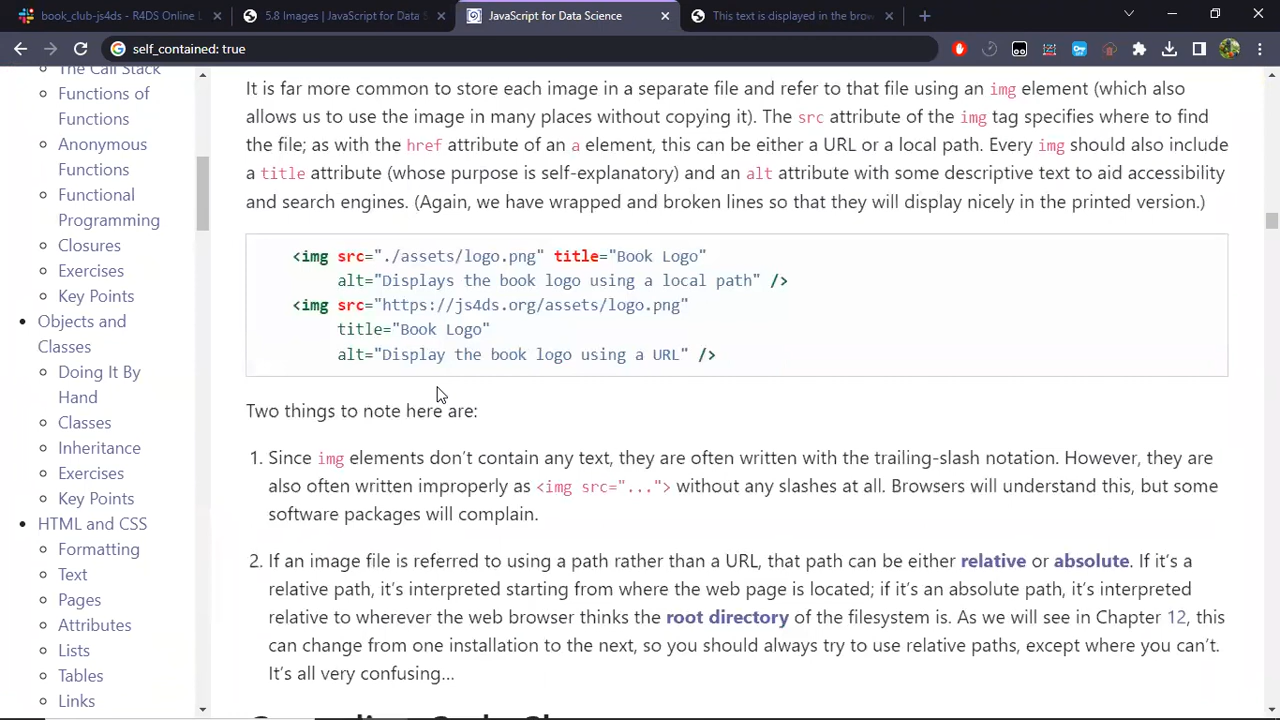 book_club-js4ds - R4DS Online L
5.8 Images | JavaScript for Data S
JavaScript for Data Science
This text is displayed in the brow
self_contained: true
The Call Stack
Functions of
Functions
Anonymous
Functions
Functional
Programming
Closures
Exercises
Key Points
Objects and
Classes
Doing It By
Hand
Classes
Inheritance
Exercises
Key Points
HTML and CSS
Formatting
Text
Pages
Attributes
Lists
Tables
Links
It is far more common to store each image in a separate file and refer to that file using an img element (which also
allows us to use the image in many places without copying it). The src attribute of the img tag specifies where to find
the file; as with the href attribute of an a element, this can be either a URL or a local path. Every img should also include
a title attribute (whose purpose is self-explanatory) and an alt attribute with some descriptive text to aid accessibility
and search engines. (Again, we have wrapped and broken lines so that they will display nicely in the printed version.)
<img src="./assets/logo.png" title="Book Logo"
alt="Displays the book logo using a local path" />
<img src="https://js4ds.org/assets/logo.png"
title="Book Logo"
alt="Display the book logo using a URL" />
Two things to note here are:
1. Since img elements don’t contain any text, they are often written with the trailing-slash notation. However, they are
also often written improperly as <img src="..."> without any slashes at all. Browsers will understand this, but some
software packages will complain.
2. If an image file is referred to using a path rather than a URL, that path can be either relative or absolute. If it’s a
relative path, it’s interpreted starting from where the web page is located; if it’s an absolute path, it’s interpreted
relative to wherever the web browser thinks the root directory of the filesystem is. As we will see in Chapter 12, this
can change from one installation to the next, so you should always try to use relative paths, except where you can’t.
It’s all very confusing…